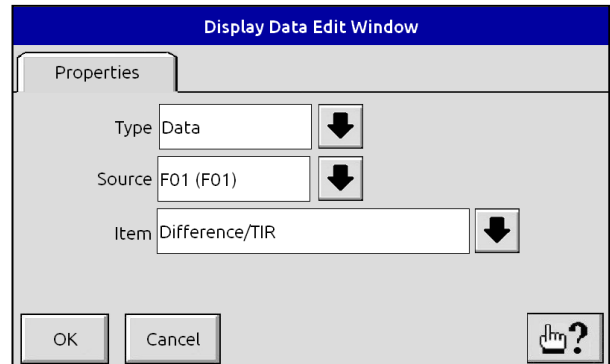 Display Data Edit Window
Properties
Type Data
Source F01 (F01)
Item Difference/TIR
OK Cancel ?